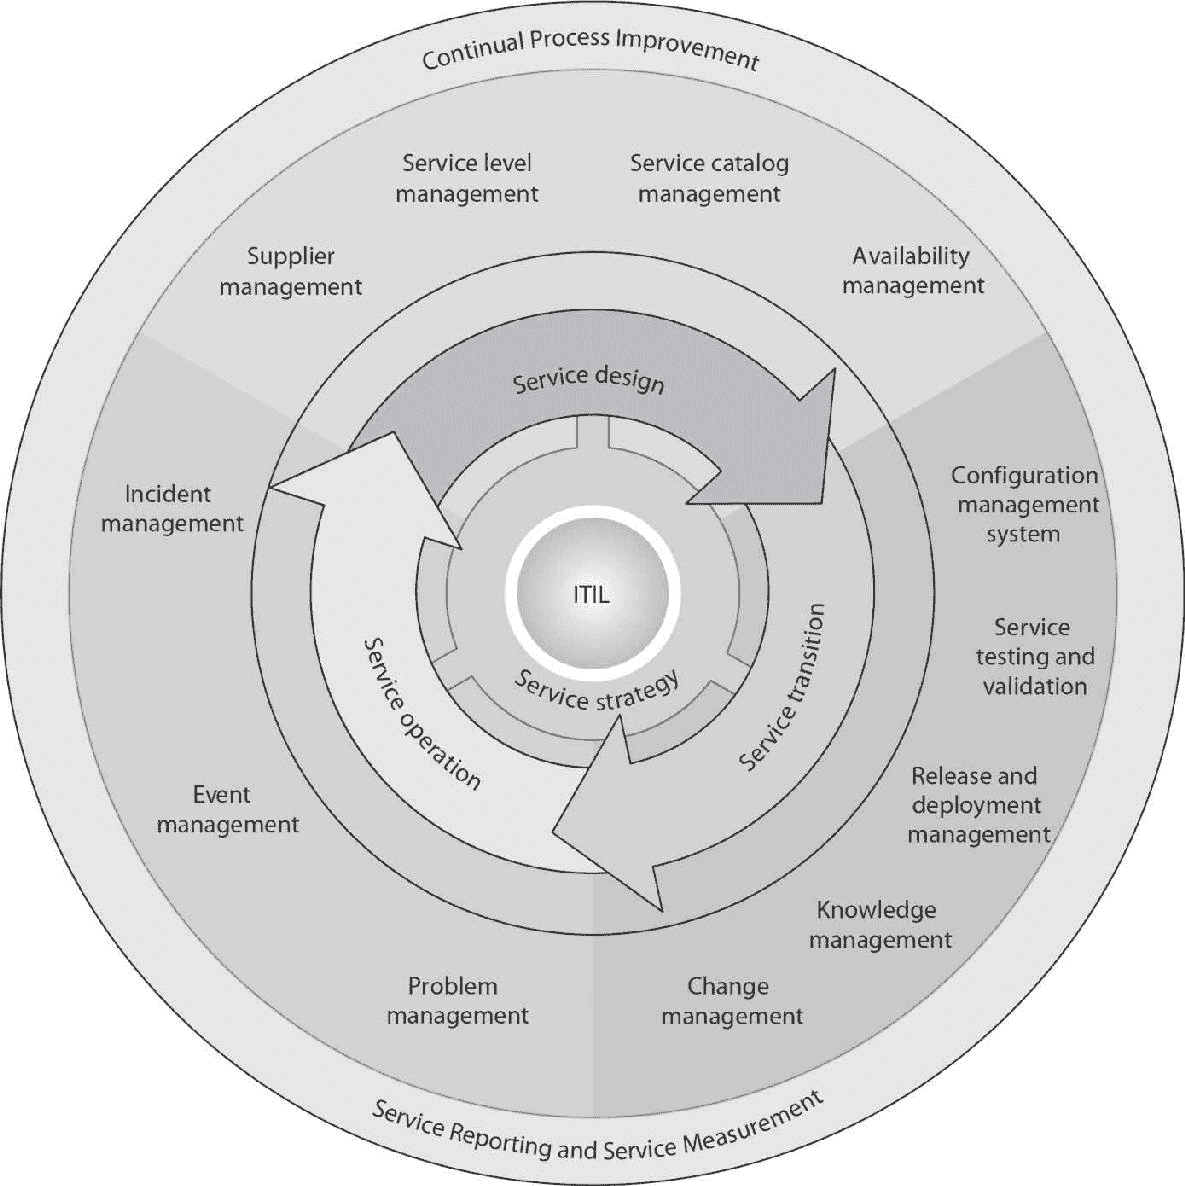 Continual Process Improvement
Service level
management
Service catalog
management
Supplier
management
Availability
management
Service design
Incident
management
Configuration
management
system
ITIL
Service strategy
Service operation
Service transition
Service
testing and
validation
Event
management
Release and
deployment
management
Knowledge
management
Problem
management
Change
management
Service Reporting and Service Measurement